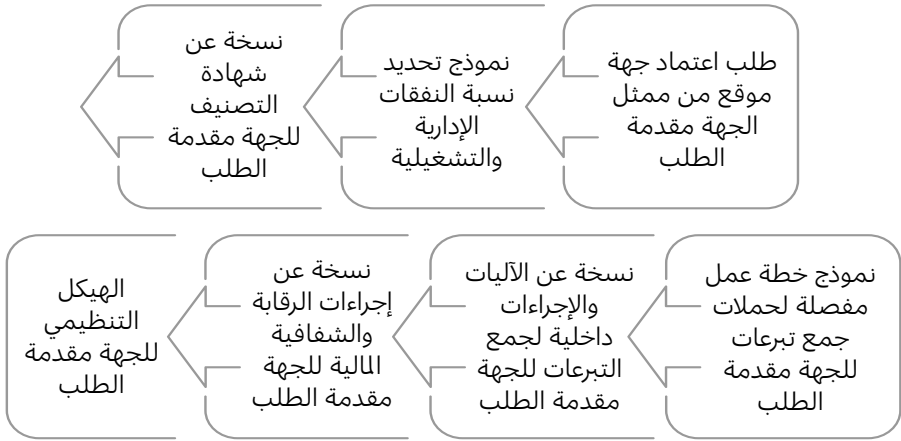 طلب اعتماد جهة
موقع من ممثل
الجهة مقدمة
الطلب
نموذج تحديد
نسبة النفقات
الإدارية
والتشغيلية
نسخة عن
شهادة
التصنيف
للجهة مقدمة
الطلب
نموذج خطة عمل
مفصلة لحملات
جمع تبرعات
للجهة مقدمة
الطلب
نسخة عن الآليات
والإجراءات
داخلية لجمع
التبرعات للجهة
مقدمة الطلب
نسخة عن
إجراءات الرقابة
والشفافية
المالية للجهة
مقدمة الطلب
الهيكل
التنظيمي
للجهة مقدمة
الطلب